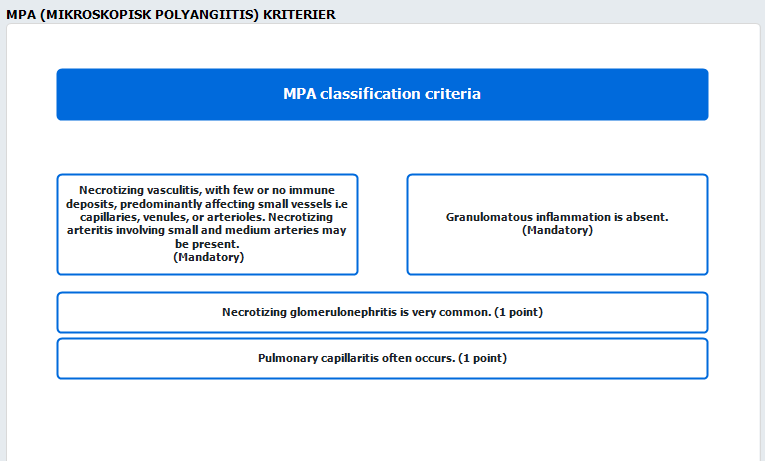 MPA (MIKROSKOPISK POLYANGIITIS) KRITERIER
MPA classification criteria
Necrotizing vasculitis, with few or no immune
deposits, predominantly affecting small vessels i.e
capillaries, venules, or arterioles. Necrotizing
arteritis involving small and medium arteries may
be present.
(Mandatory)
Granulomatous inflammation is absent.
(Mandatory)
Necrotizing glomerulonephritis is very common. (1 point)
Pulmonary capillaritis often occurs. (1 point)